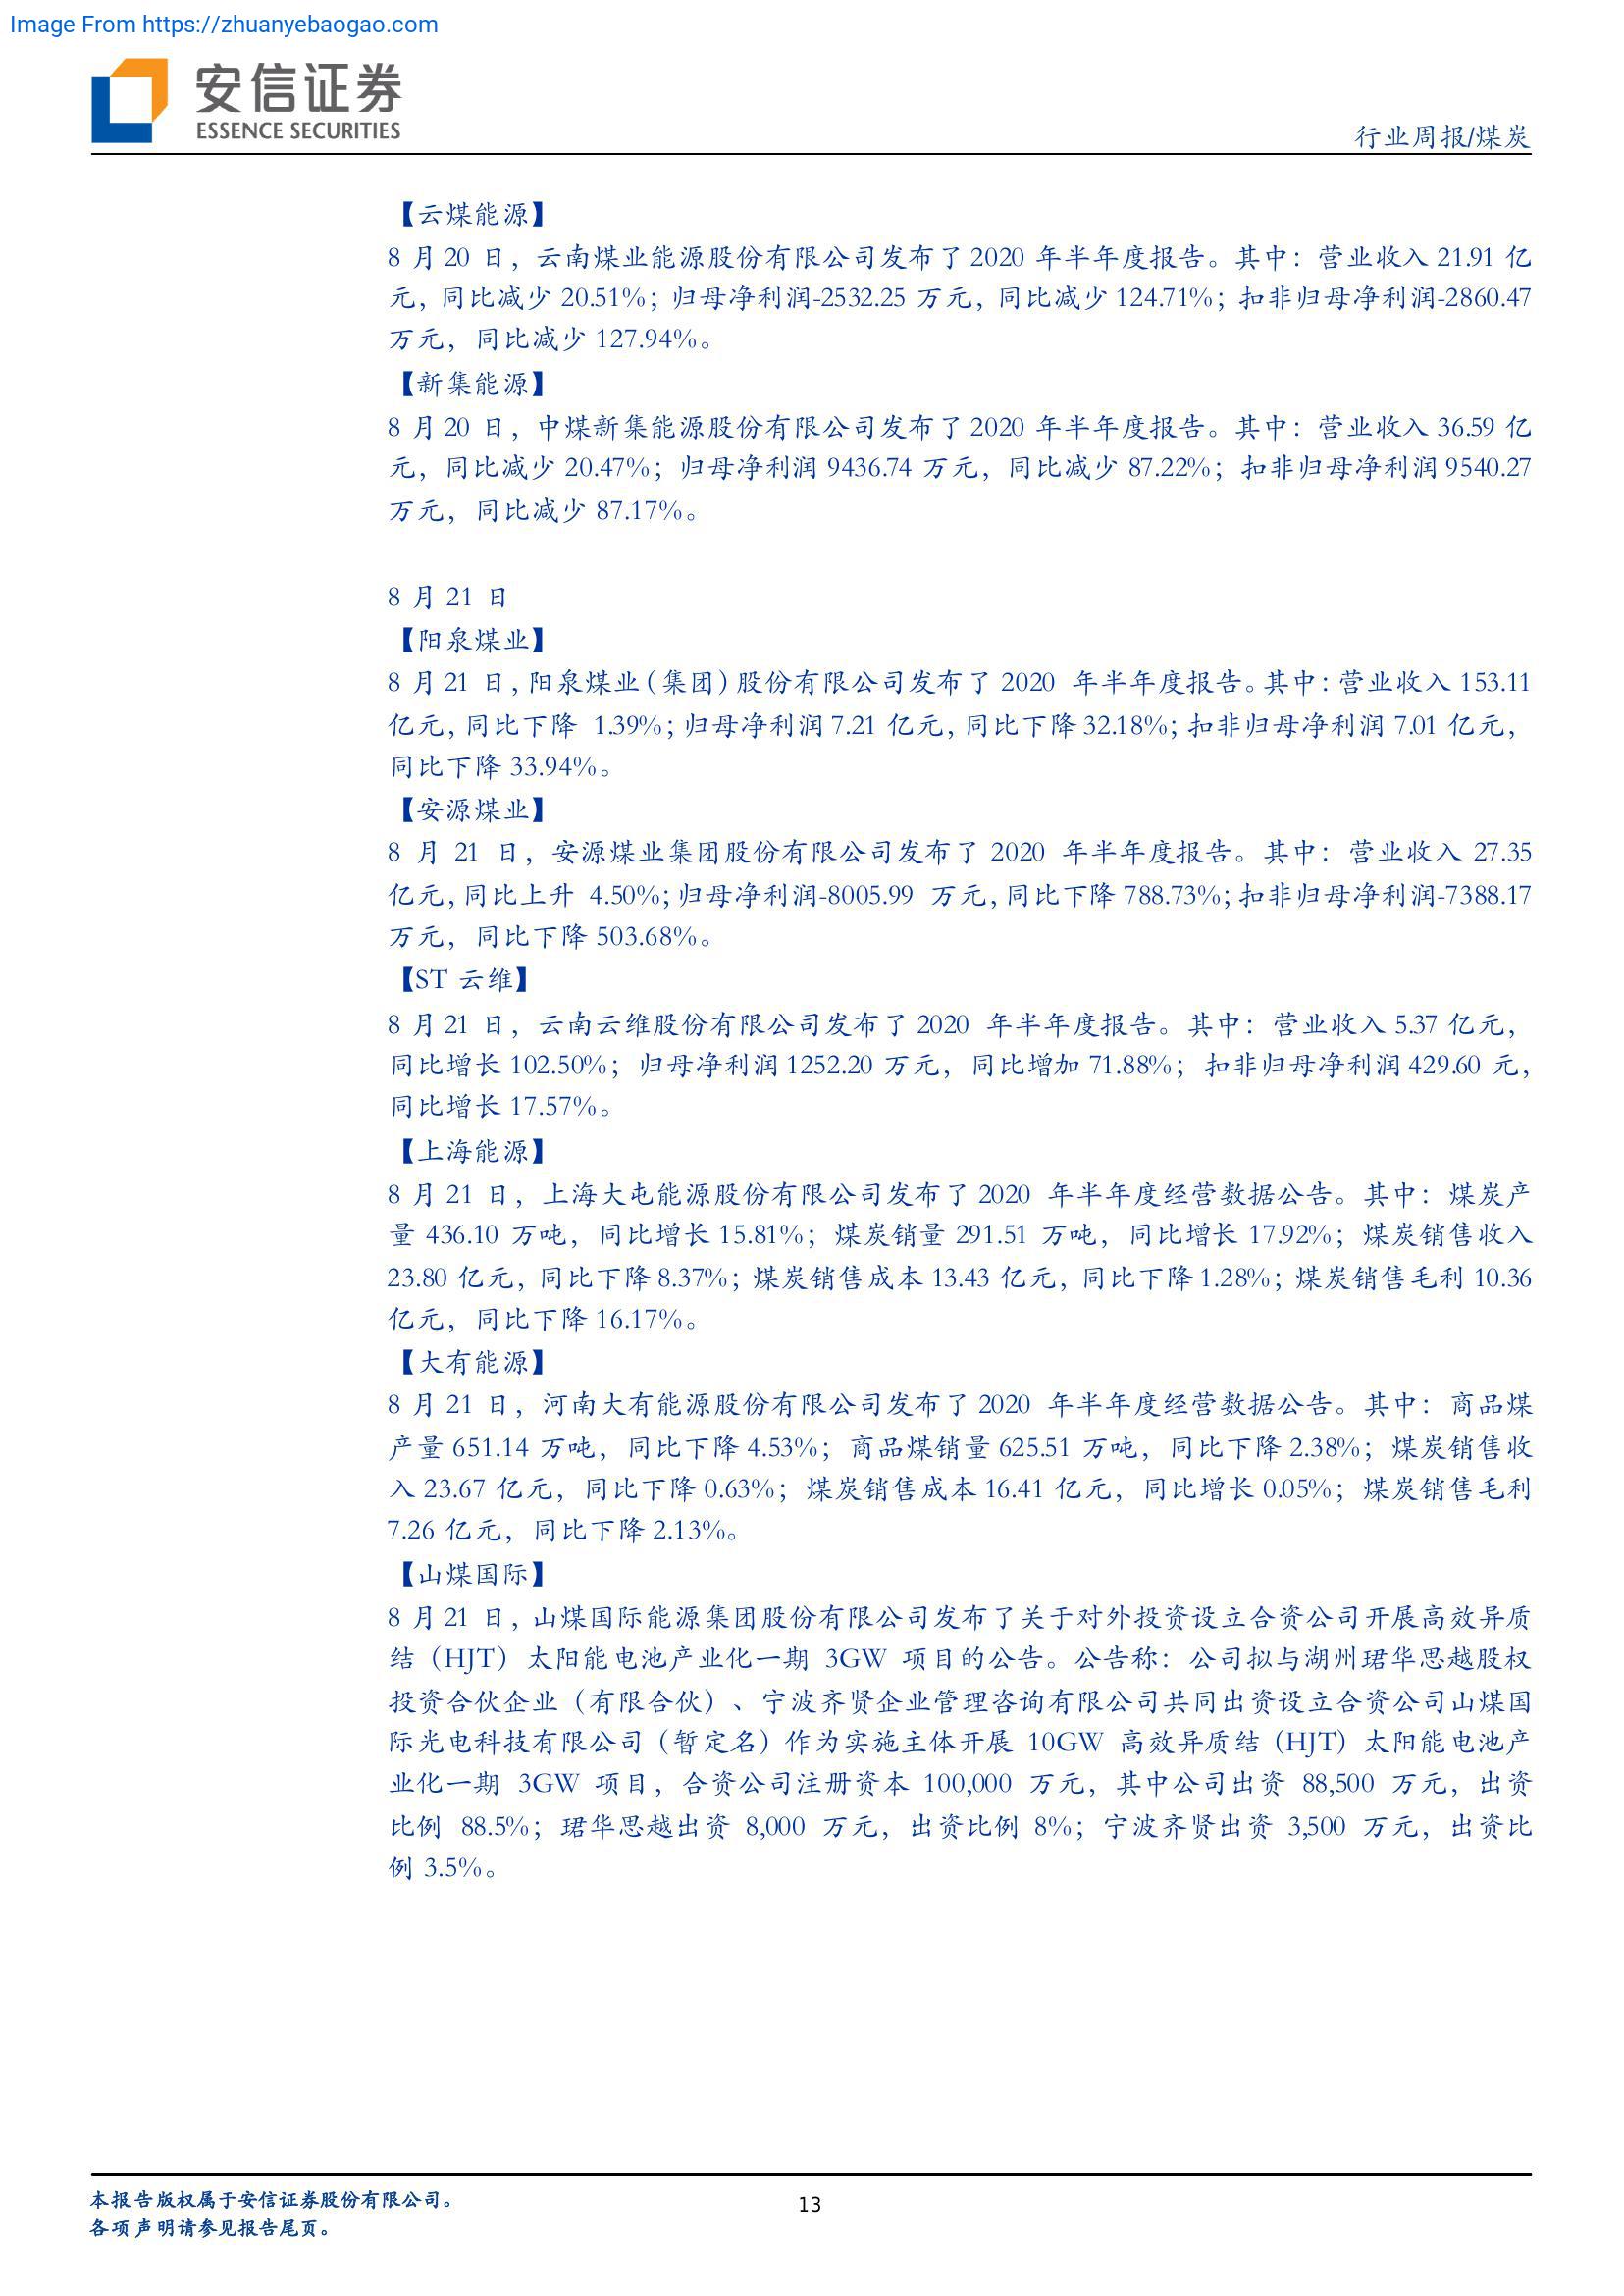 Image From https://zhuanyebaogao.com
安信证券
ESSENCE SECURITIES
行业周报/煤炭
【云煤能源】
8 月 20 日，云南煤业能源股份有限公司发布了 2020 年半年度报告。其中：营业收入 21.91 亿
元，同比减少 20.51%；归母净利润-2532.25 万元，同比减少 124.71%；扣非归母净利润-2860.47
万元，同比减少 127.94%。
【新集能源】
8 月 20 日，中煤新集能源股份有限公司发布了 2020 年半年度报告。其中：营业收入 36.59 亿
元，同比减少 20.47%；归母净利润 9436.74 万元，同比减少 87.22%；扣非归母净利润 9540.27
万元，同比减少 87.17%。
8 月 21 日
【阳泉煤业】
8 月 21 日，阳泉煤业（集团）股份有限公司发布了 2020 年半年度报告。其中：营业收入 153.11
亿元，同比下降 1.39%；归母净利润 7.21 亿元，同比下降 32.18%；扣非归母净利润 7.01 亿元，
同比下降 33.94%。
【安源煤业】
8 月 21 日，安源煤业集团股份有限公司发布了 2020 年半年度报告。其中：营业收入 27.35
亿元，同比上升 4.50%；归母净利润-8005.99 万元，同比下降 788.73%；扣非归母净利润-7388.17
万元，同比下降 503.68%。
【ST 云维】
8 月 21 日，云南云维股份有限公司发布了 2020 年半年度报告。其中：营业收入 5.37 亿元，
同比增长 102.50%；归母净利润 1252.20 万元，同比增加 71.88%；扣非归母净利润 429.60 元，
同比增长 17.57%。
【上海能源】
8 月 21 日，上海大屯能源股份有限公司发布了 2020 年半年度经营数据公告。其中：煤炭产
量 436.10 万吨，同比增长 15.81%；煤炭销量 291.51 万吨，同比增长 17.92%；煤炭销售收入
23.80 亿元，同比下降 8.37%；煤炭销售成本 13.43 亿元，同比下降 1.28%；煤炭销售毛利 10.36
亿元，同比下降 16.17%。
【大有能源】
8 月 21 日，河南大有能源股份有限公司发布了 2020 年半年度经营数据公告。其中：商品煤
产量 651.14 万吨，同比下降 4.53%；商品煤销量 625.51 万吨，同比下降 2.38%；煤炭销售收
入 23.67 亿元，同比下降 0.63%；煤炭销售成本 16.41 亿元，同比增长 0.05%；煤炭销售毛利
7.26 亿元，同比下降 2.13%。
【山煤国际】
8 月 21 日，山煤国际能源集团股份有限公司发布了关于对外投资设立合资公司开展高效异质
结（HJT）太阳能电池产业化一期 3GW 项目的公告。公告称：公司拟与湖州珺华思越股权
投资合伙企业（有限合伙）、宁波齐贤企业管理咨询有限公司共同出资设立合资公司山煤国
际光电科技有限公司（暂定名）作为实施主体开展 10GW 高效异质结（HJT）太阳能电池产
业化一期 3GW 项目，合资公司注册资本 100,000 万元，其中公司出资 88,500 万元，出资
比例 88.5%；珺华思越出资 8,000 万元，出资比例 8%；宁波齐贤出资 3,500 万元，出资比
例 3.5%。
本报告版权属于安信证券股份有限公司。
各项声明请参见报告尾页。
13